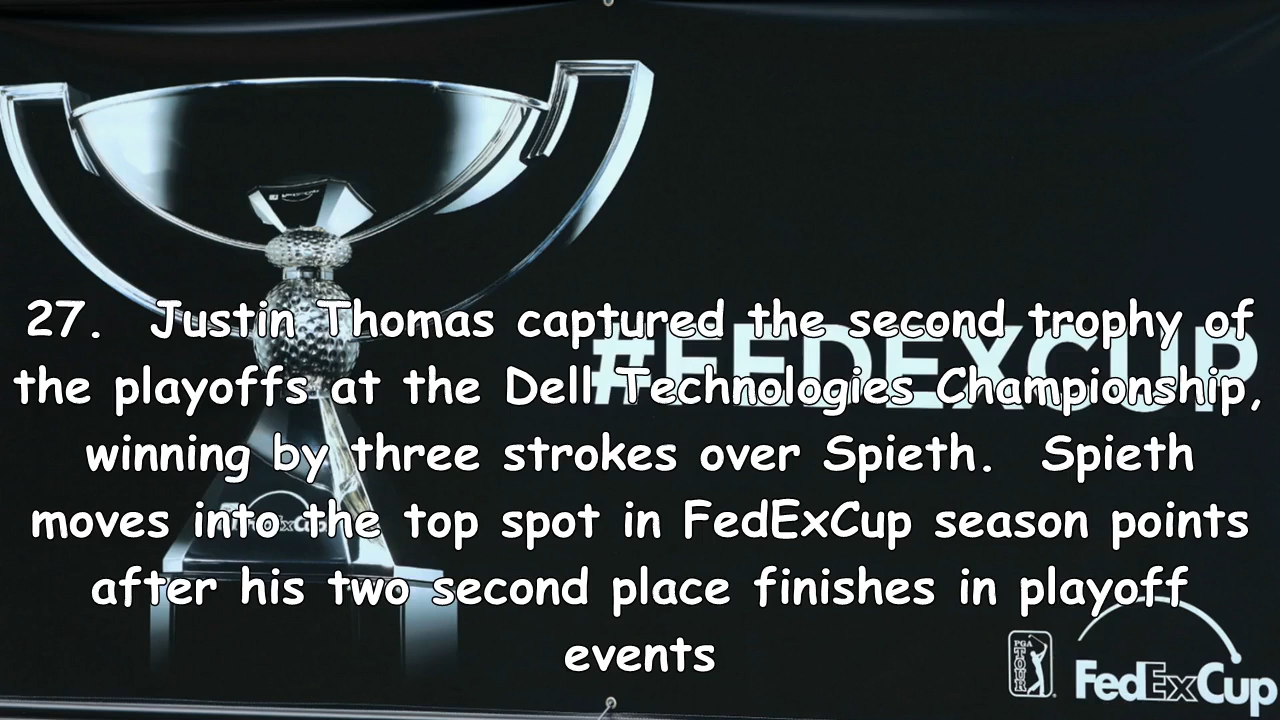 27.  Justin Thomas captured the second trophy of
the playoffs at the Dell Technologies Championship,
winning by three strokes over Spieth.  Spieth
moves into the top spot in FedExCup season points
after his two second place finishes in playoff
events
#FEDEXCUP
FedExCup
PGA
TOUR
FedExCup